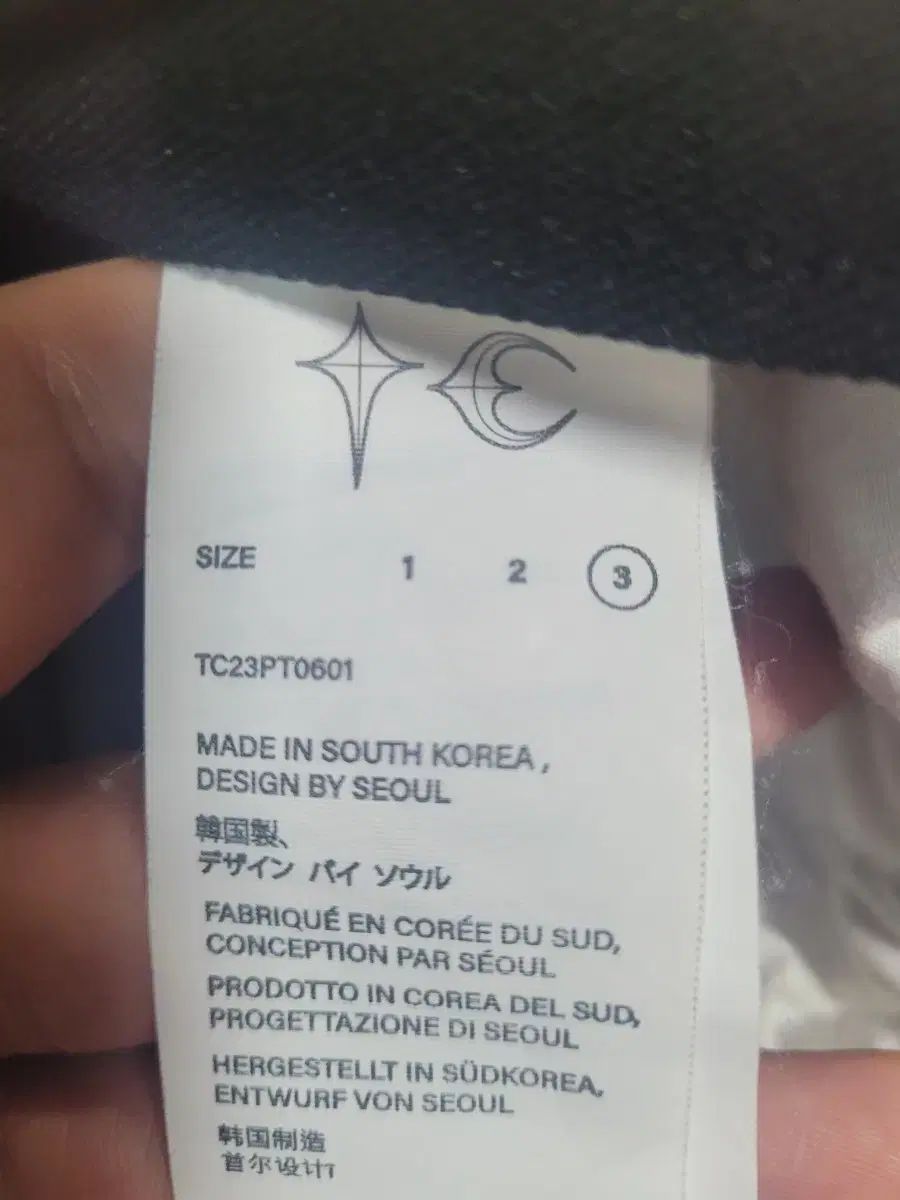 SIZE 1 2 3
TC23PT0601
MADE IN SOUTH KOREA,
DESIGN BY SEOUL
韓国製、
デザイン バイ ソウル
FABRIQUÉ EN CORÉE DU SUD,
CONCEPTION PAR SÉOUL
PRODOTTO IN COREA DEL SUD,
PROGETTAZIONE DI SEOUL
HERGESTELLT IN SÜDKOREA,
ENTWURF VON SEOUL
韩国制造
首尔设计